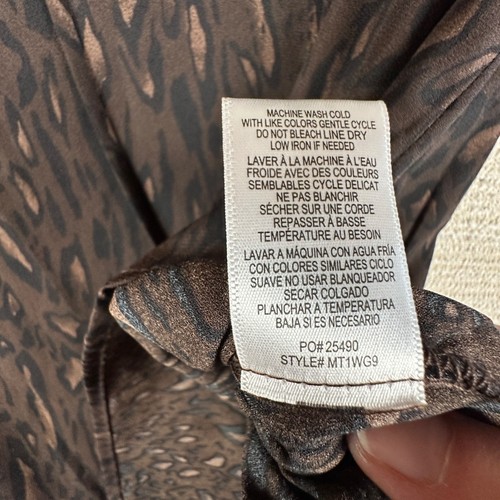 MACHINE WASH COLD
WITH LIKE COLORS GENTLE CYCLE
DO NOT BLEACH LINE DRY
LOW IRON IF NEEDED
LAVER À LA MACHINE À L'EAU
FROIDE AVEC DES COULEURS
SEMBLABLES CYCLE DELICAT
NE PAS BLANCHIR
SÉCHER SUR UNE CORDE
REPASSER À BASSE
TEMPÉRATURE AU BESOIN
LAVAR A MÁQUINA CON AGUA FRÍA
CON COLORES SIMILARES CICLO
SUAVE NO USAR BLANQUEADOR
SECAR COLGADO
PLANCHAR A TEMPERATURA
BAJA SI ES NECESARIO
PO# 25490
STYLE# MT1WG9